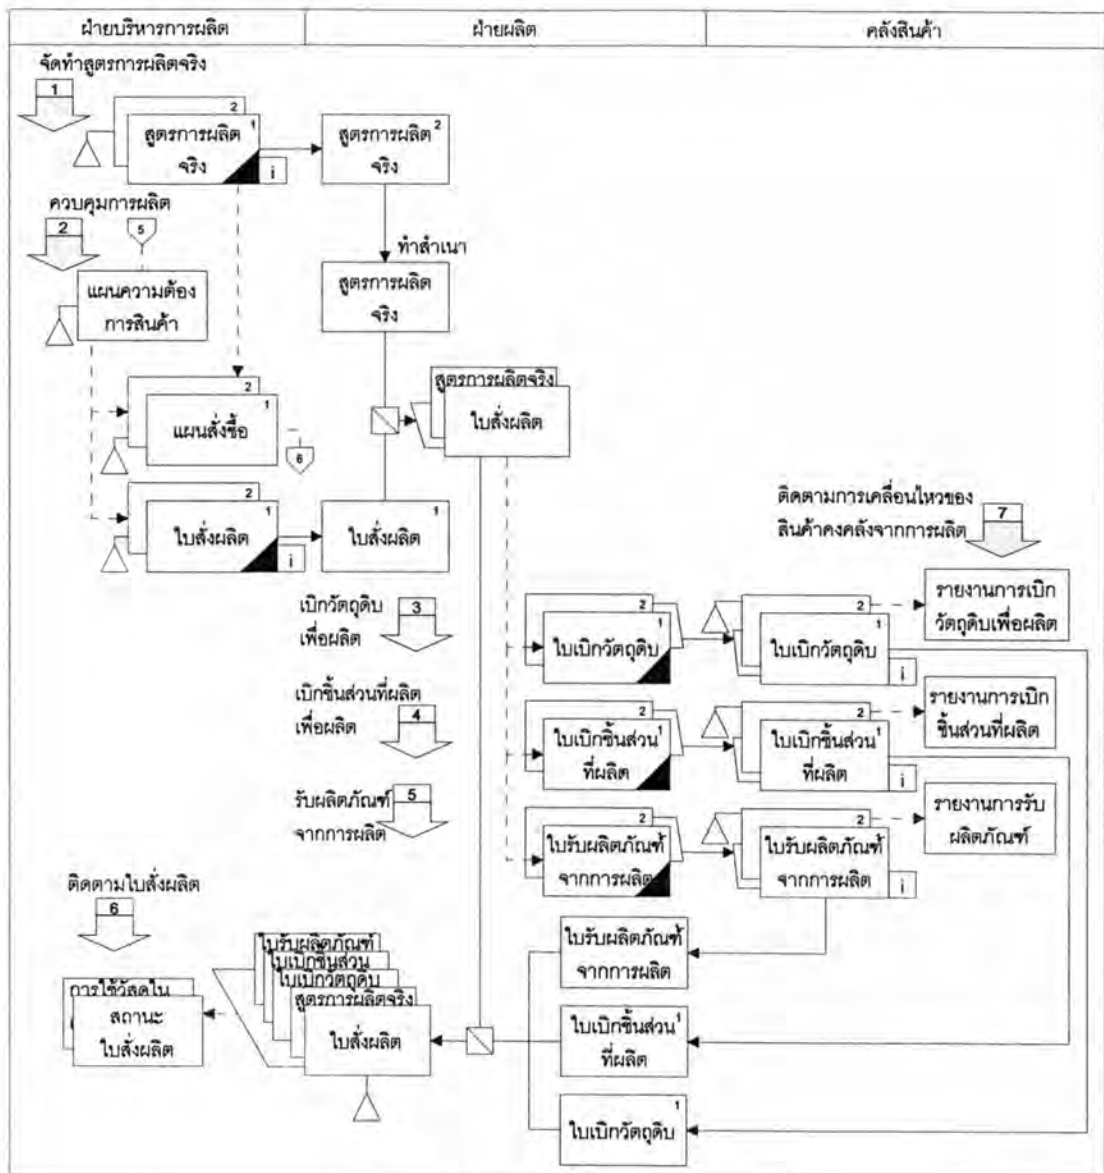 ฝ่ายบริหารการผลิต
ฝ่ายผลิต
คลังสินค้า
จัดทำสูตรการผลิตจริง
1
2
1
สูตรการผลิต
จริง
i
สูตรการผลิต 2
จริง
ควบคุมการผลิต
2
5
ทำสำเนา
แผนความต้อง
การสินค้า
สูตรการผลิต
จริง
2
1
แผนสั่งซื้อ
6
สูตรการผลิตจริง
ใบสั่งผลิต
2
1
ใบสั่งผลิต
i
1
ใบสั่งผลิต
ติดตามการเคลื่อนไหวของ
สินค้าคงคลังจากการผลิต
7
เบิกวัตถุดิบ
เพื่อผลิต
3
2
1
ใบเบิกวัตถุดิบ
2
1
ใบเบิกวัตถุดิบ
i
รายงานการเบิก
วัตถุดิบเพื่อผลิต
เบิกชิ้นส่วนที่ผลิต
เพื่อผลิต
4
2
ใบเบิกชิ้นส่วน 1
ที่ผลิต
2
ใบเบิกชิ้นส่วน 1
ที่ผลิต
i
รายงานการเบิก
ชิ้นส่วนที่ผลิต
รับผลิตภัณฑ์
จากการผลิต
5
2
ใบรับผลิตภัณฑ์
จากการผลิต
2
ใบรับผลิตภัณฑ์
จากการผลิต
i
รายงานการรับ
ผลิตภัณฑ์
ติดตามใบสั่งผลิต
6
การใช้วัสดุใน
สถานะ
ใบสั่งผลิต
ใบรับผลิตภัณฑ์
ใบเบิกชิ้นส่วน
ใบเบิกวัตถุดิบ
สูตรการผลิตจริง
ใบสั่งผลิต
ใบรับผลิตภัณฑ์
จากการผลิต
ใบเบิกชิ้นส่วน 1
ที่ผลิต
1
ใบเบิกวัตถุดิบ